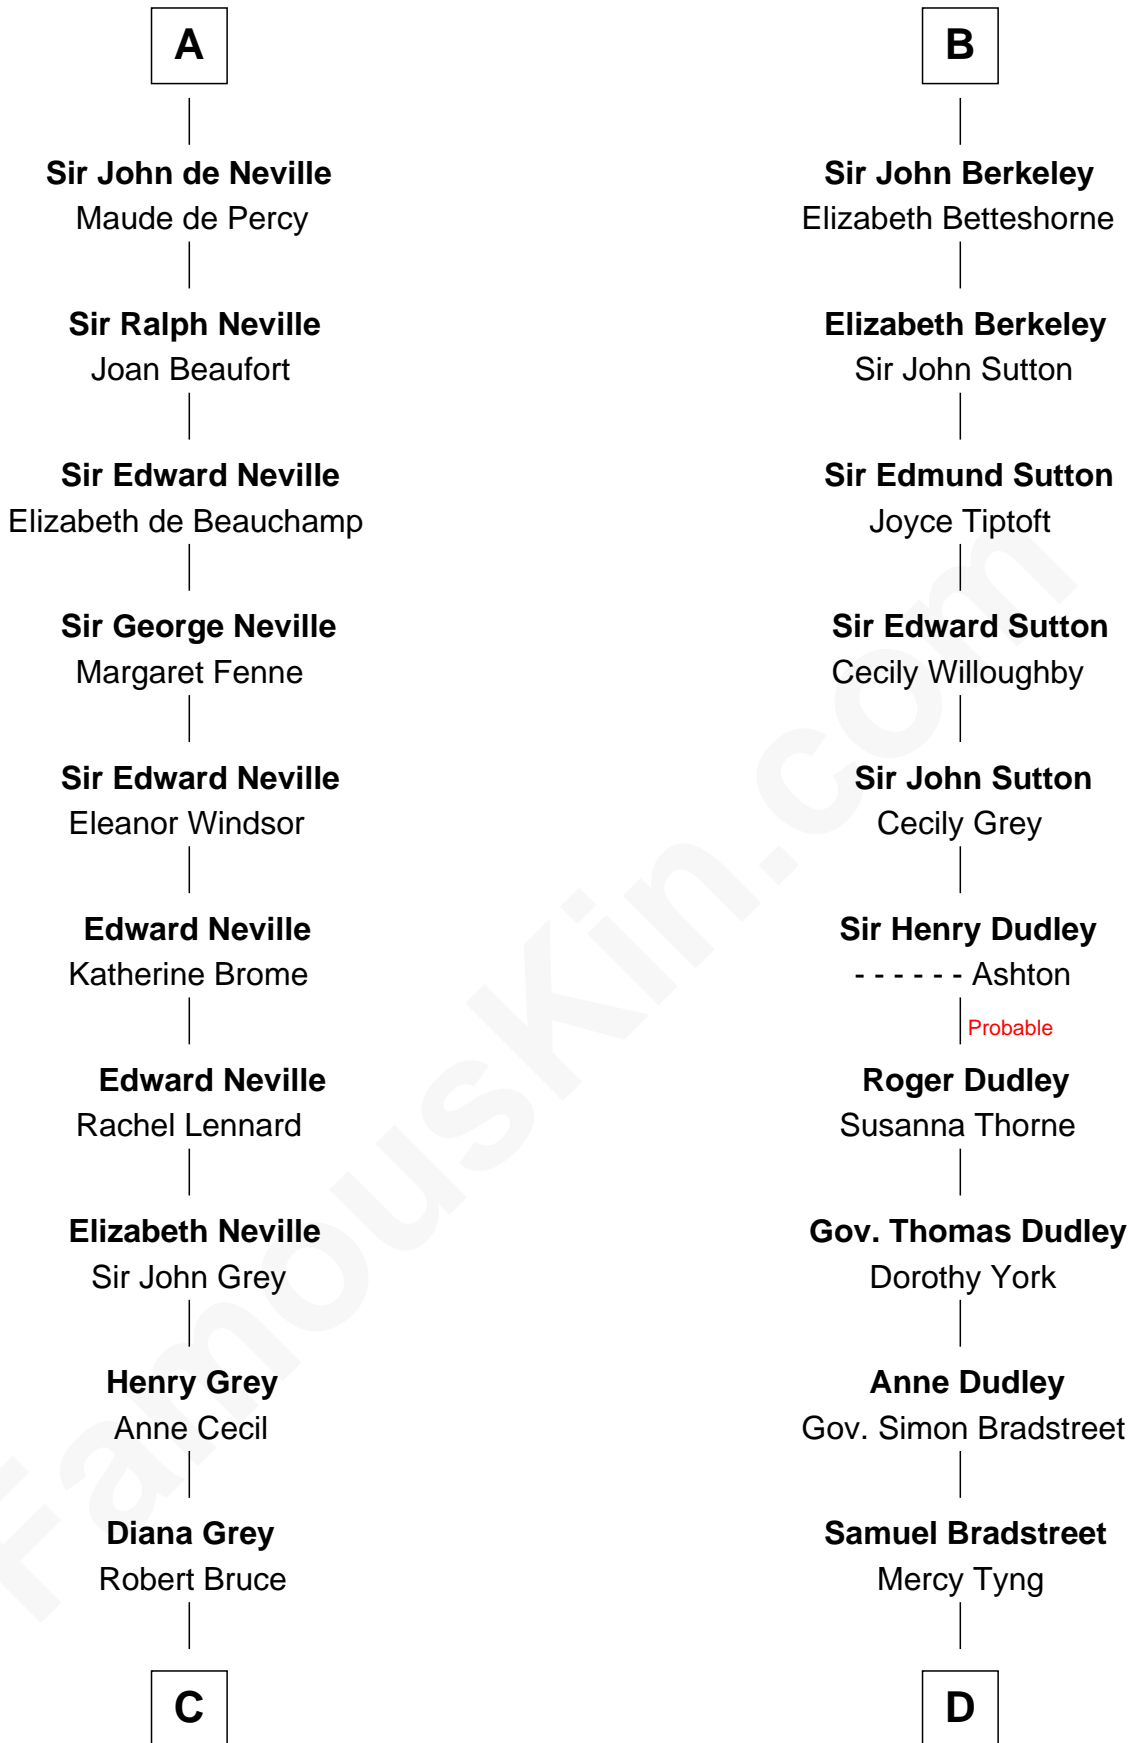 A
Sir John de Neville
Maude de Percy
Sir Ralph Neville
Joan Beaufort
Sir Edward Neville
Elizabeth de Beauchamp
Sir George Neville
Margaret Fenne
Sir Edward Neville
Eleanor Windsor
Edward Neville
Katherine Brome
Edward Neville
Rachel Lennard
Elizabeth Neville
Sir John Grey
Henry Grey
Anne Cecil
Diana Grey
Robert Bruce
C
B
Sir John Berkeley
Elizabeth Betteshorne
Elizabeth Berkeley
Sir John Sutton
Sir Edmund Sutton
Joyce Tiptoft
Sir Edward Sutton
Cecily Willoughby
Sir John Sutton
Cecily Grey
Sir Henry Dudley
- - - - - - Ashton
Probable
Roger Dudley
Susanna Thorne
Gov. Thomas Dudley
Dorothy York
Anne Dudley
Gov. Simon Bradstreet
Samuel Bradstreet
Mercy Tyng
D
FamousKin.com